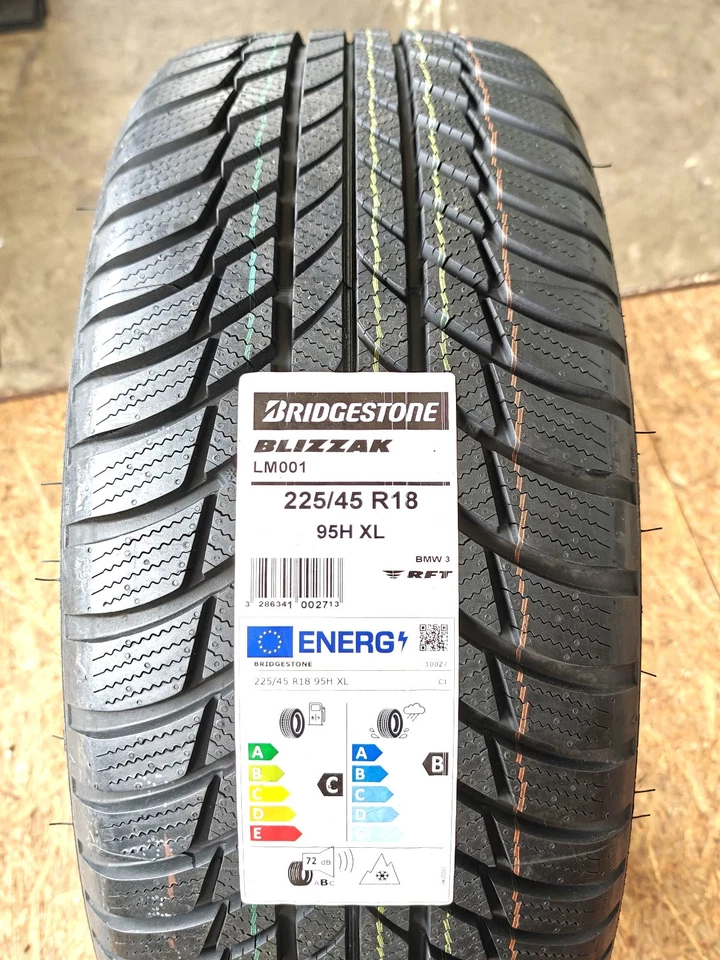 BRIDGESTONE
BLIZZAK
LM001
225/45 R18
95H XL
BMW 3
RFT
3 286341 002713
ENERG
BRIDGESTONE
10027
225/45 R18 95H XL
C1
A
B
C
D
E
C
A
B
C
D
E
B
72 dB
ABC